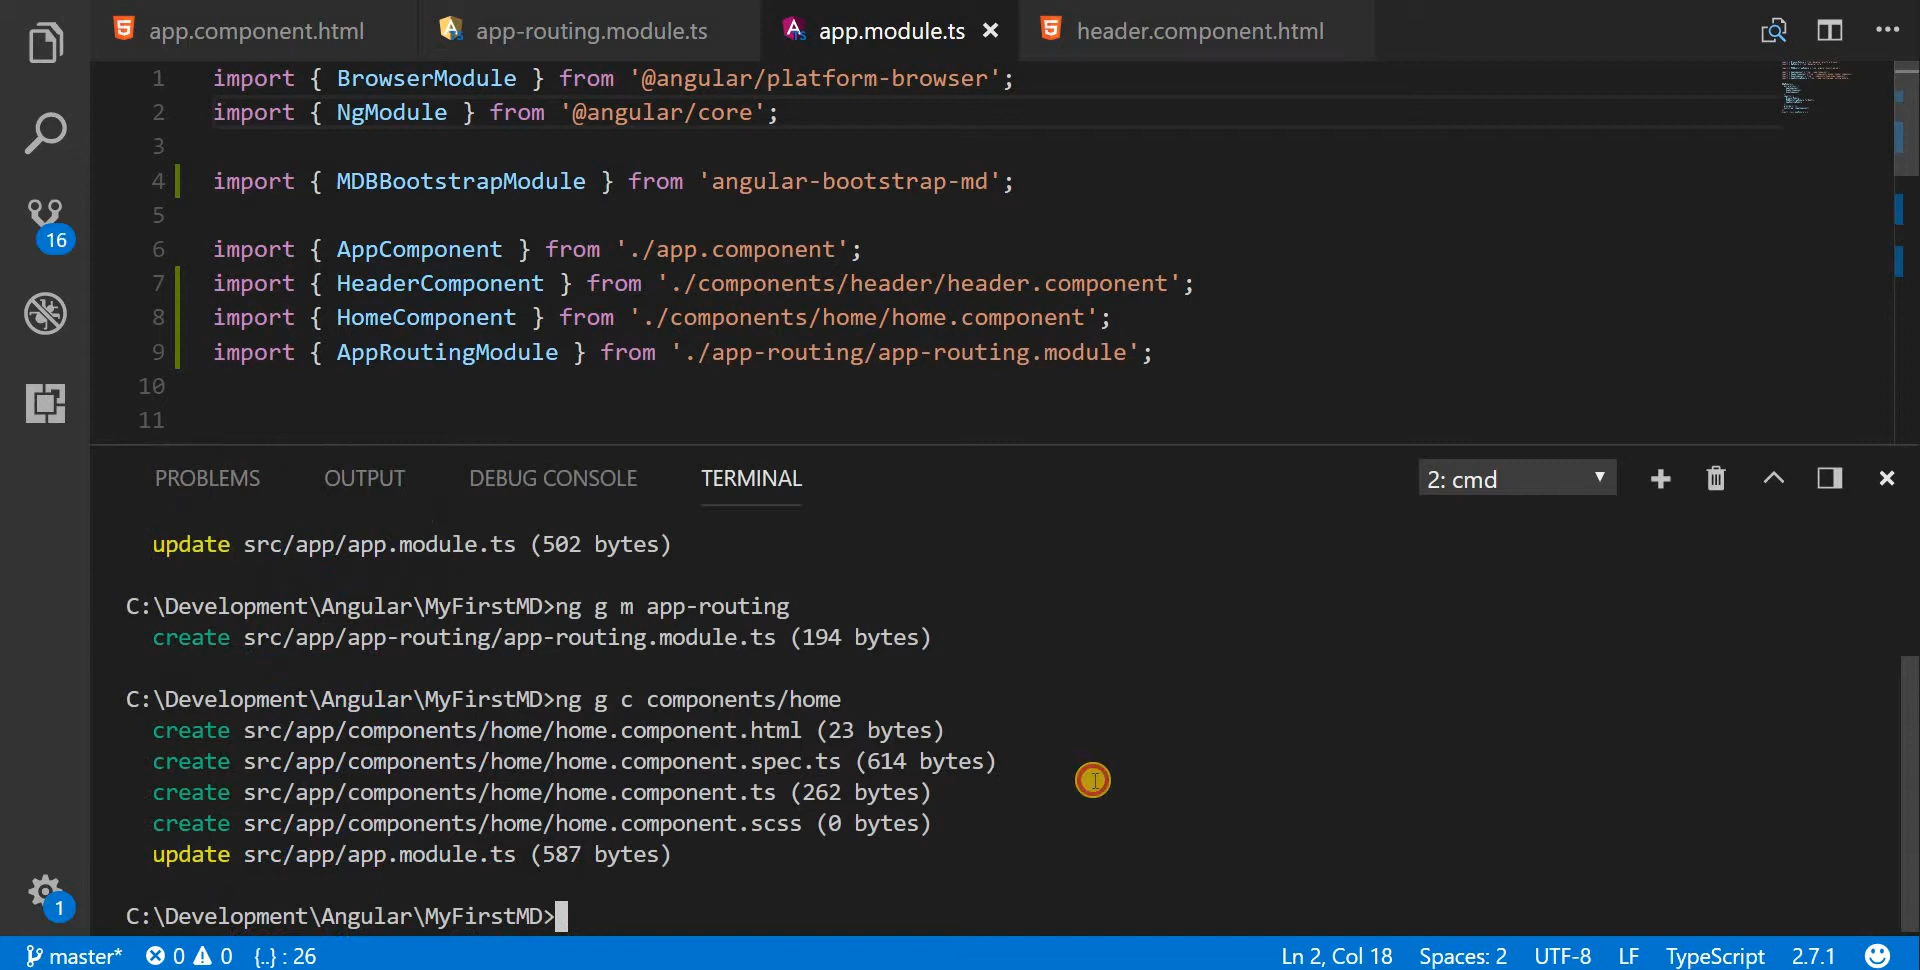 app.component.html
app-routing.module.ts
app.module.ts
header.component.html
1 import { BrowserModule } from '@angular/platform-browser';
2 import { NgModule } from '@angular/core';
3
4 import { MDBBootstrapModule } from 'angular-bootstrap-md';
5
6 import { AppComponent } from './app.component';
7 import { HeaderComponent } from './components/header/header.component';
8 import { HomeComponent } from './components/home/home.component';
9 import { AppRoutingModule } from './app-routing/app-routing.module';
10
11
16
PROBLEMS OUTPUT DEBUG CONSOLE TERMINAL
2: cmd
update src/app/app.module.ts (502 bytes)
C:\Development\Angular\MyFirstMD>ng g m app-routing
create src/app/app-routing/app-routing.module.ts (194 bytes)
C:\Development\Angular\MyFirstMD>ng g c components/home
create src/app/components/home/home.component.html (23 bytes)
create src/app/components/home/home.component.spec.ts (614 bytes)
create src/app/components/home/home.component.ts (262 bytes)
create src/app/components/home/home.component.scss (0 bytes)
update src/app/app.module.ts (587 bytes)
C:\Development\Angular\MyFirstMD>
1
master* 0 0 {..} : 26 Ln 2, Col 18 Spaces: 2 UTF-8 LF TypeScript 2.7.1